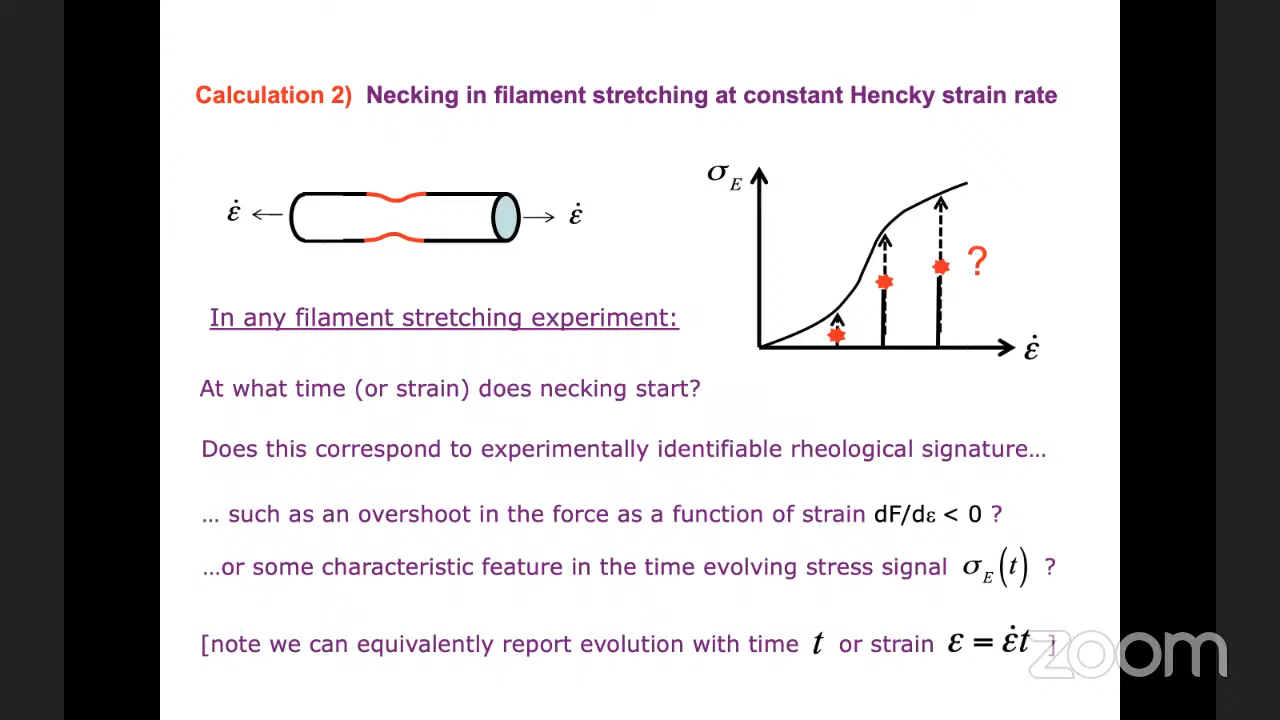 Calculation 2) Necking in filament stretching at constant Hencky strain rate
σ_E
ε̇
ε̇
?
In any filament stretching experiment:
ε̇
At what time (or strain) does necking start?
Does this correspond to experimentally identifiable rheological signature…
… such as an overshoot in the force as a function of strain dF/dε < 0 ?
…or some characteristic feature in the time evolving stress signal σ_E(t) ?
[note we can equivalently report evolution with time t or strain ε = ε̇t ]
zoom